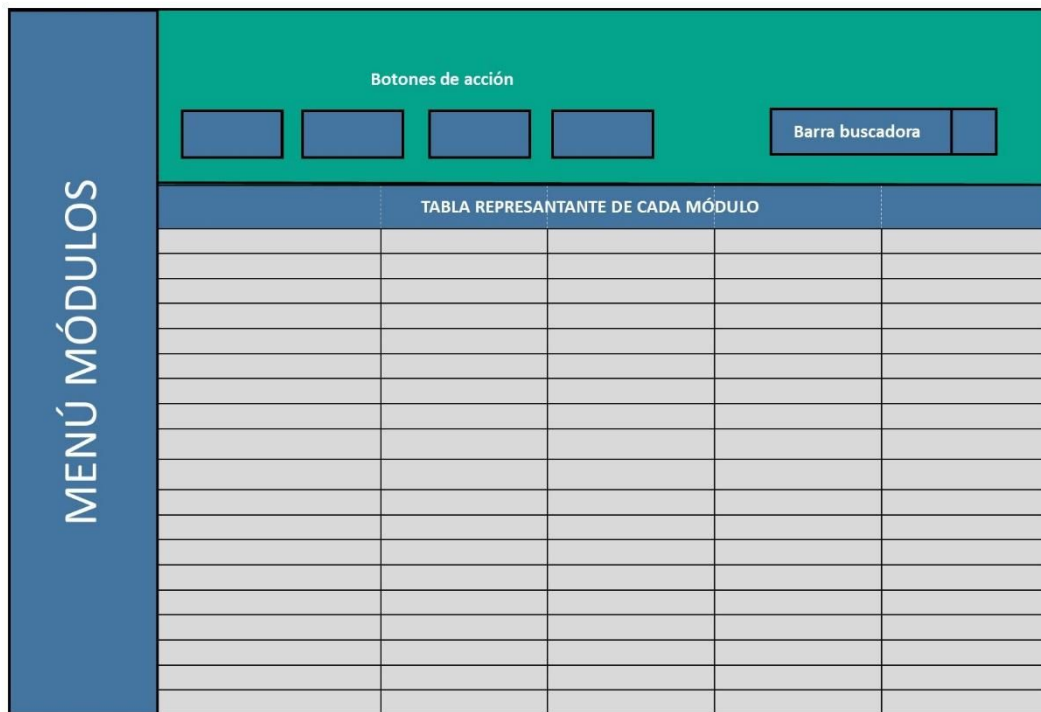 MENÚ MÓDULOS
Botones de acción
Barra buscadora
TABLA REPRESANTANTE DE CADA MÓDULO